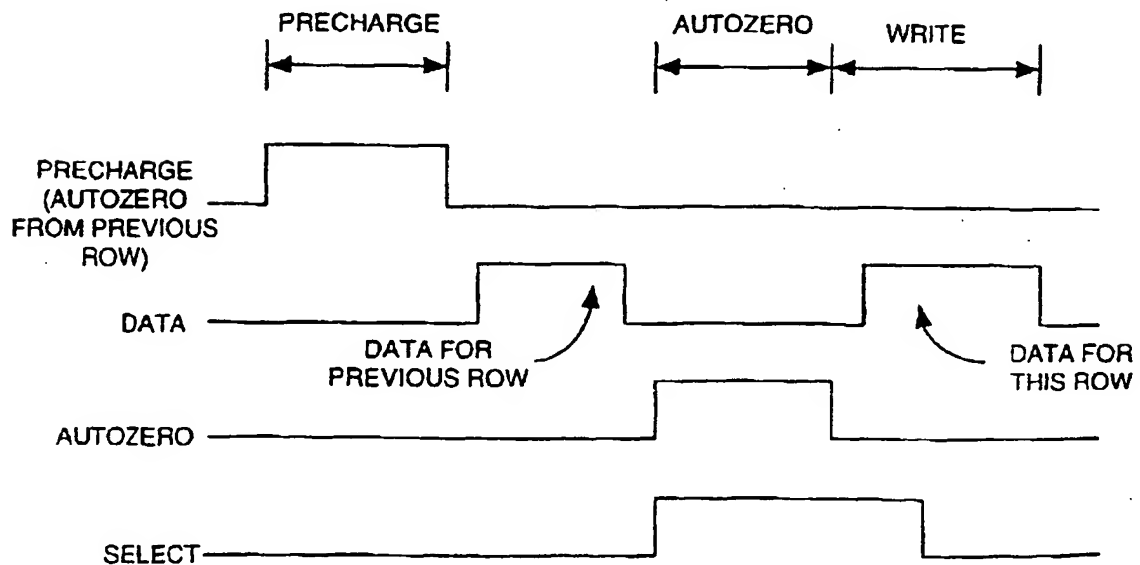 PRECHARGE
AUTOZERO
WRITE
PRECHARGE
(AUTOZERO
FROM PREVIOUS
ROW)
DATA
DATA FOR
PREVIOUS ROW
DATA FOR
THIS ROW
AUTOZERO
SELECT